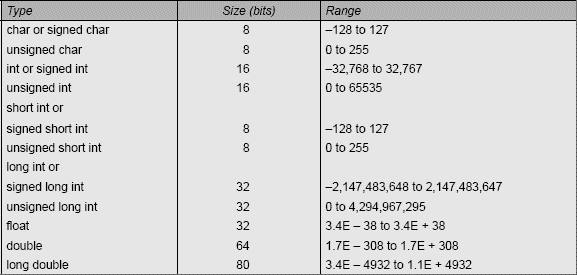 Type Size (bits) Range
char or signed char 8 –128 to 127
unsigned char 8 0 to 255
int or signed int 16 –32,768 to 32,767
unsigned int 16 0 to 65535
short int or
signed short int 8 –128 to 127
unsigned short int 8 0 to 255
long int or
signed long int 32 –2,147,483,648 to 2,147,483,647
unsigned long int 32 0 to 4,294,967,295
float 32 3.4E – 38 to 3.4E + 38
double 64 1.7E – 308 to 1.7E + 308
long double 80 3.4E – 4932 to 1.1E + 4932